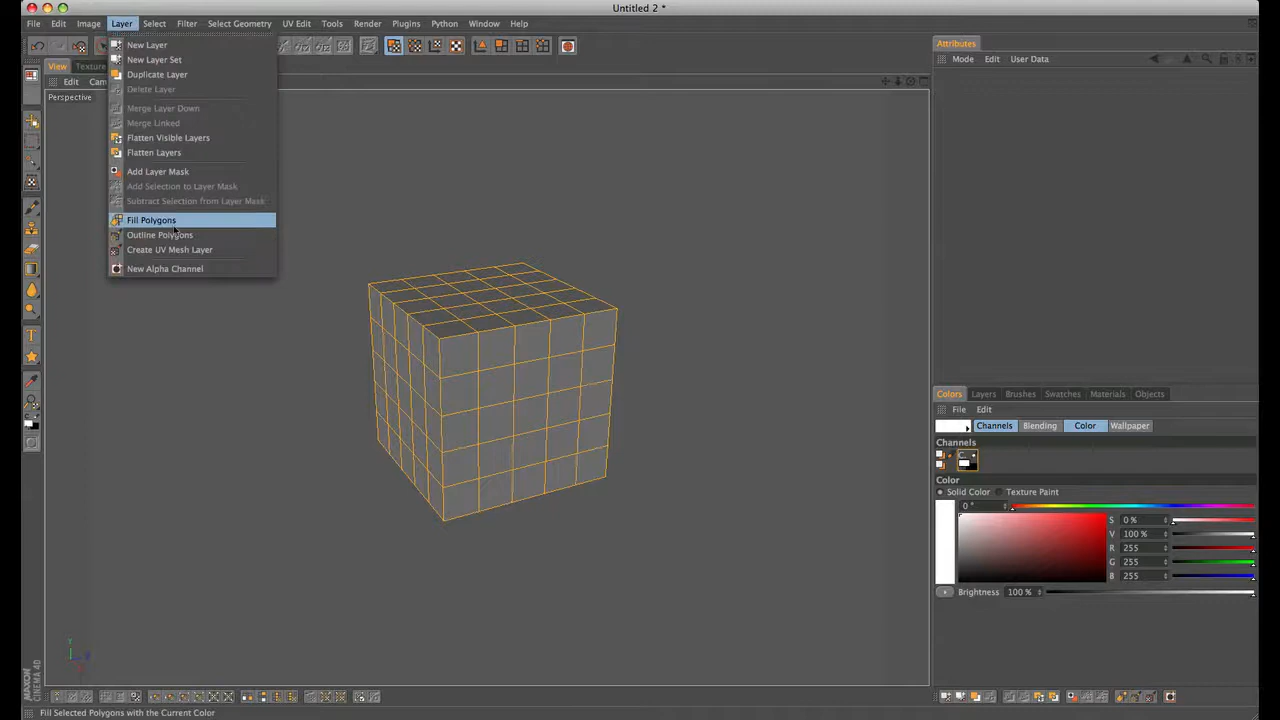 Untitled 2 *
File Edit Image Layer Select Filter Select Geometry UV Edit Tools Render Plugins Python Window Help
New Layer
New Layer Set
Duplicate Layer
Delete Layer
Merge Layer Down
Merge Linked
Flatten Visible Layers
Flatten Layers
Add Layer Mask
Add Selection to Layer Mask
Subtract Selection from Layer Mask
Fill Polygons
Outline Polygons
Create UV Mesh Layer
New Alpha Channel
View Texture
Edit Cam
Perspective
Attributes
Mode Edit User Data
Colors Layers Brushes Swatches Materials Objects
File Edit
Channels Blending Color Wallpaper
Channels
C.
Color
Solid Color Texture Paint
0 °
S 0 %
V 100 %
R 255
G 255
B 255
Brightness 100 %
Y
MAXON
CINEMA 4D
Fill Selected Polygons with the Current Color